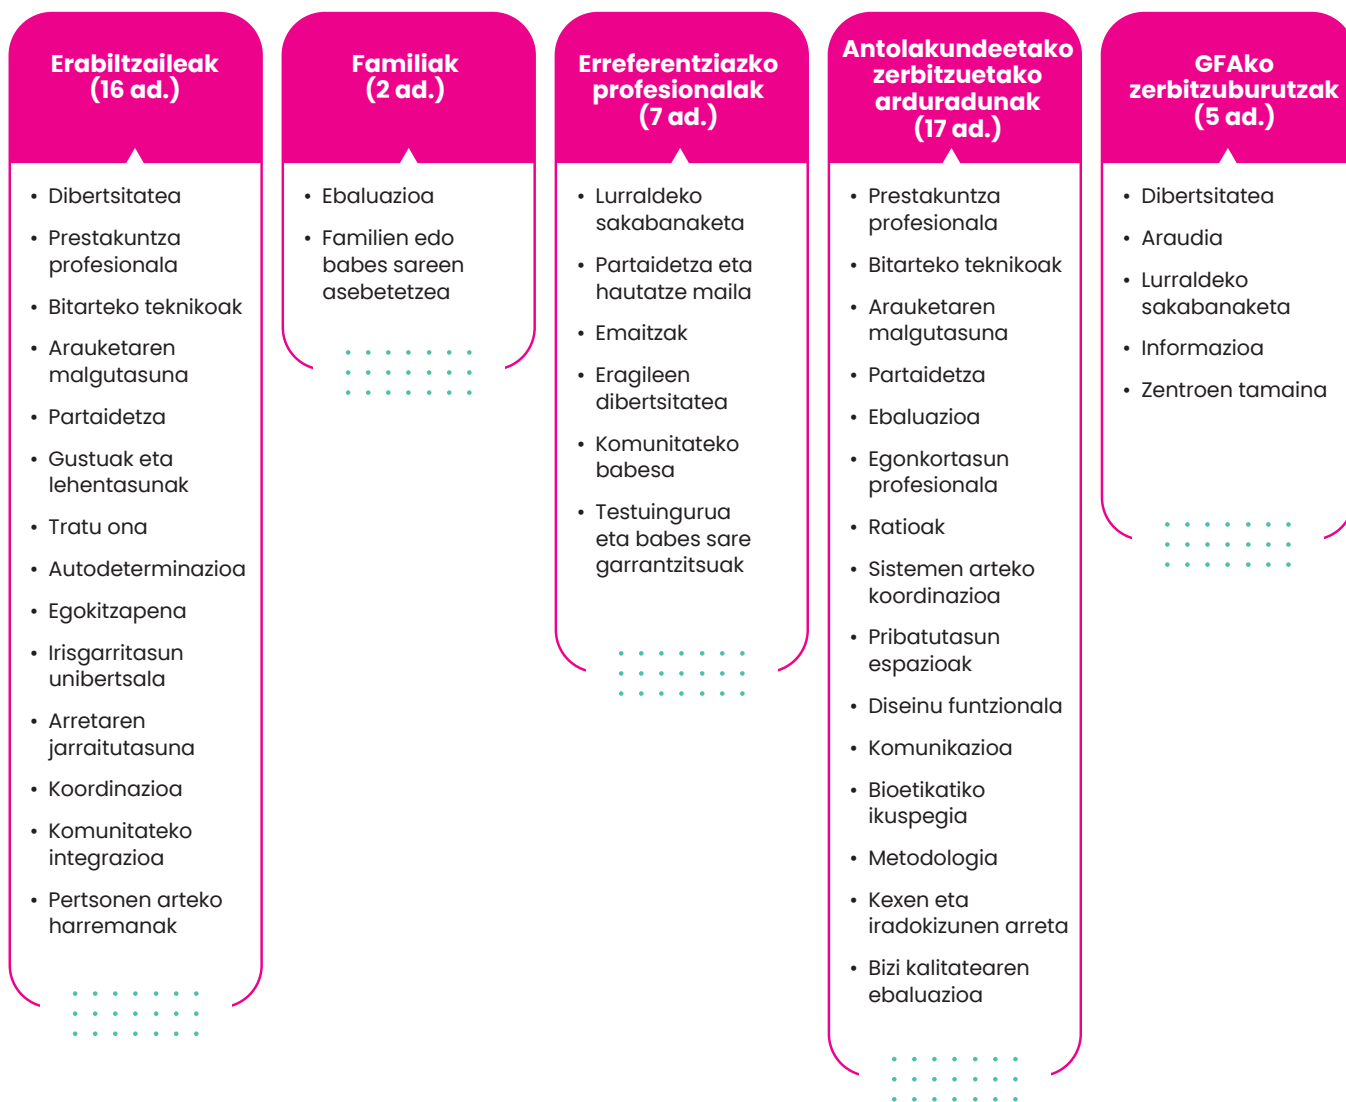 Erabiltzaileak
(16 ad.)
• Dibertsitatea
• Prestakuntza
profesionala
• Bitarteko teknikoak
• Arauketaren
malgutasuna
• Partaidetza
• Gustuak eta
lehentasunak
• Tratu ona
• Autodeterminazioa
• Egokitzapena
• Irisgarritasun
unibertsala
• Arretaren
jarraitutasuna
• Koordinazioa
• Komunitateko
integrazioa
• Pertsonen arteko
harremanak
Familiak
(2 ad.)
• Ebaluazioa
• Familien edo
babes sareen
asebetetzea
Erreferentziazko
profesionalak
(7 ad.)
• Lurraldeko
sakabanaketa
• Partaidetza eta
hautatze maila
• Emaitzak
• Eragileen
dibertsitatea
• Komunitateko
babesa
• Testuingurua
eta babes sare
garrantzitsuak
Antolakundeetako
zerbitzuetako
arduradunak
(17 ad.)
• Prestakuntza
profesionala
• Bitarteko teknikoak
• Arauketaren
malgutasuna
• Partaidetza
• Ebaluazioa
• Egonkortasun
profesionala
• Ratioak
• Sistemen arteko
koordinazioa
• Pribatutasun
espazioak
• Diseinu funtzionala
• Komunikazioa
• Bioetikatiko
ikuspegia
• Metodologia
• Kexen eta
iradokizunen arreta
• Bizi kalitatearen
ebaluazioa
GFAko
zerbitzuburutzak
(5 ad.)
• Dibertsitatea
• Araudia
• Lurraldeko
sakabanaketa
• Informazioa
• Zentroen tamaina